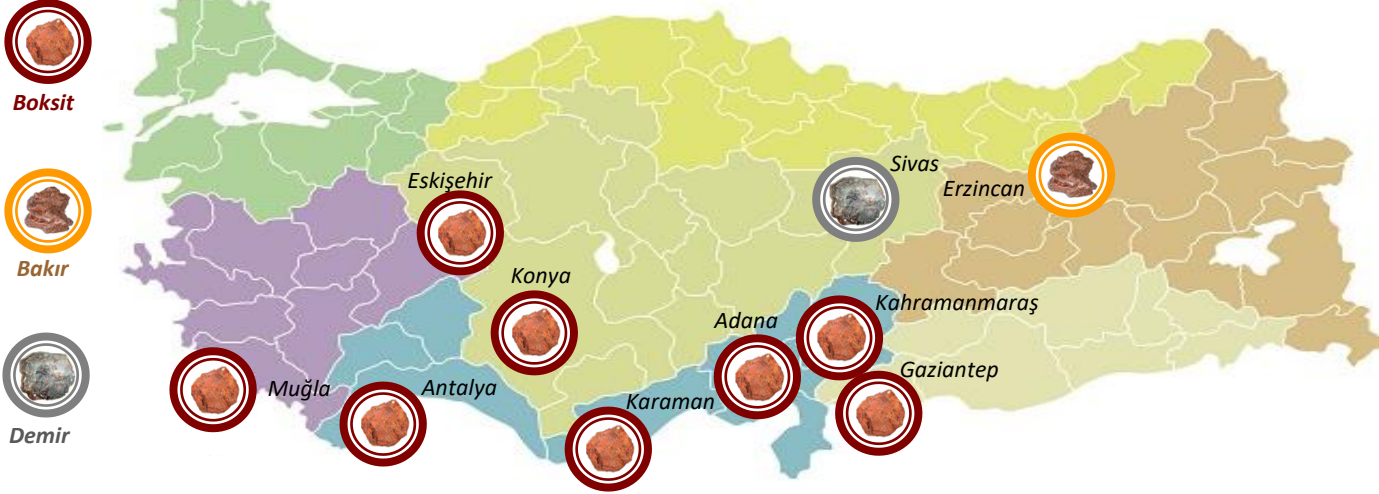 Boksit
Bakır
Demir
Eskişehir
Sivas
Erzincan
Konya
Kahramanmaraş
Adana
Gaziantep
Muğla
Antalya
Karaman